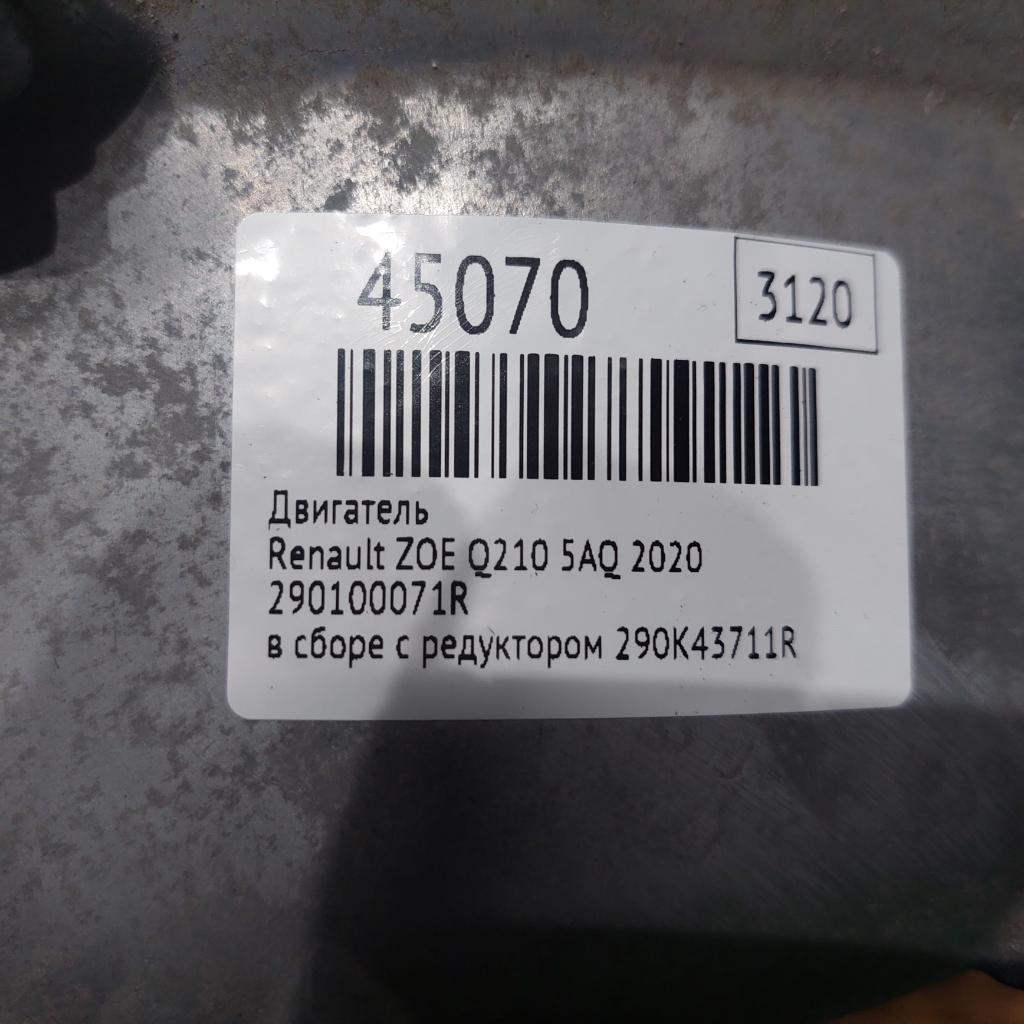 45070
3120
Двигатель
Renault ZOE Q210 5AQ 2020
290100071R
в сборе с редуктором 290K43711R